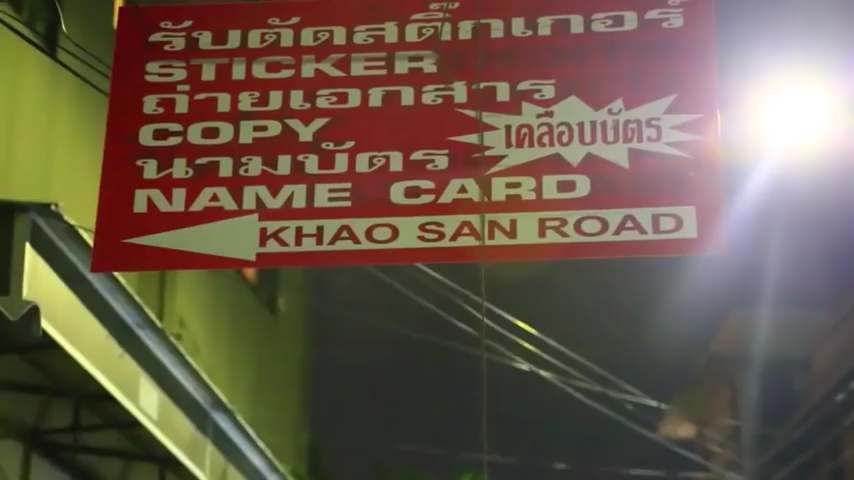 รับตัดสติ๊กเกอร์
STICKER
ถ่ายเอกสาร
COPY
เคลือบบัตร
นามบัตร
NAME CARD
KHAO SAN ROAD